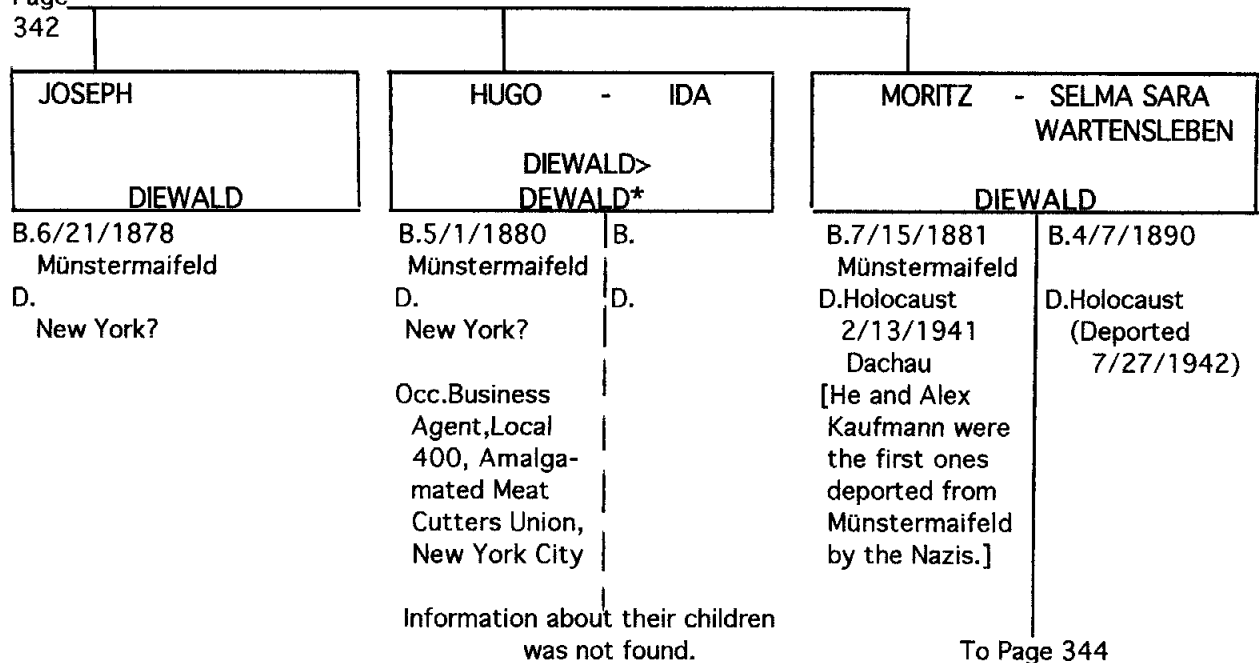 Page
342
JOSEPH
DIEWALD
B.6/21/1878
Münstermaifeld
D.
New York?
HUGO - IDA
DIEWALD>
DEWALD*
B.5/1/1880
Münstermaifeld
D.
New York?
Occ.Business
Agent,Local
400, Amalga-
mated Meat
Cutters Union,
New York City
B.
D.
Information about their children
was not found.
MORITZ - SELMA SARA
WARTENSLEBEN
DIEWALD
B.7/15/1881
Münstermaifeld
D.Holocaust
2/13/1941
Dachau
[He and Alex
Kaufmann were
the first ones
deported from
Münstermaifeld
by the Nazis.]
B.4/7/1890
D.Holocaust
(Deported
7/27/1942)
To Page 344